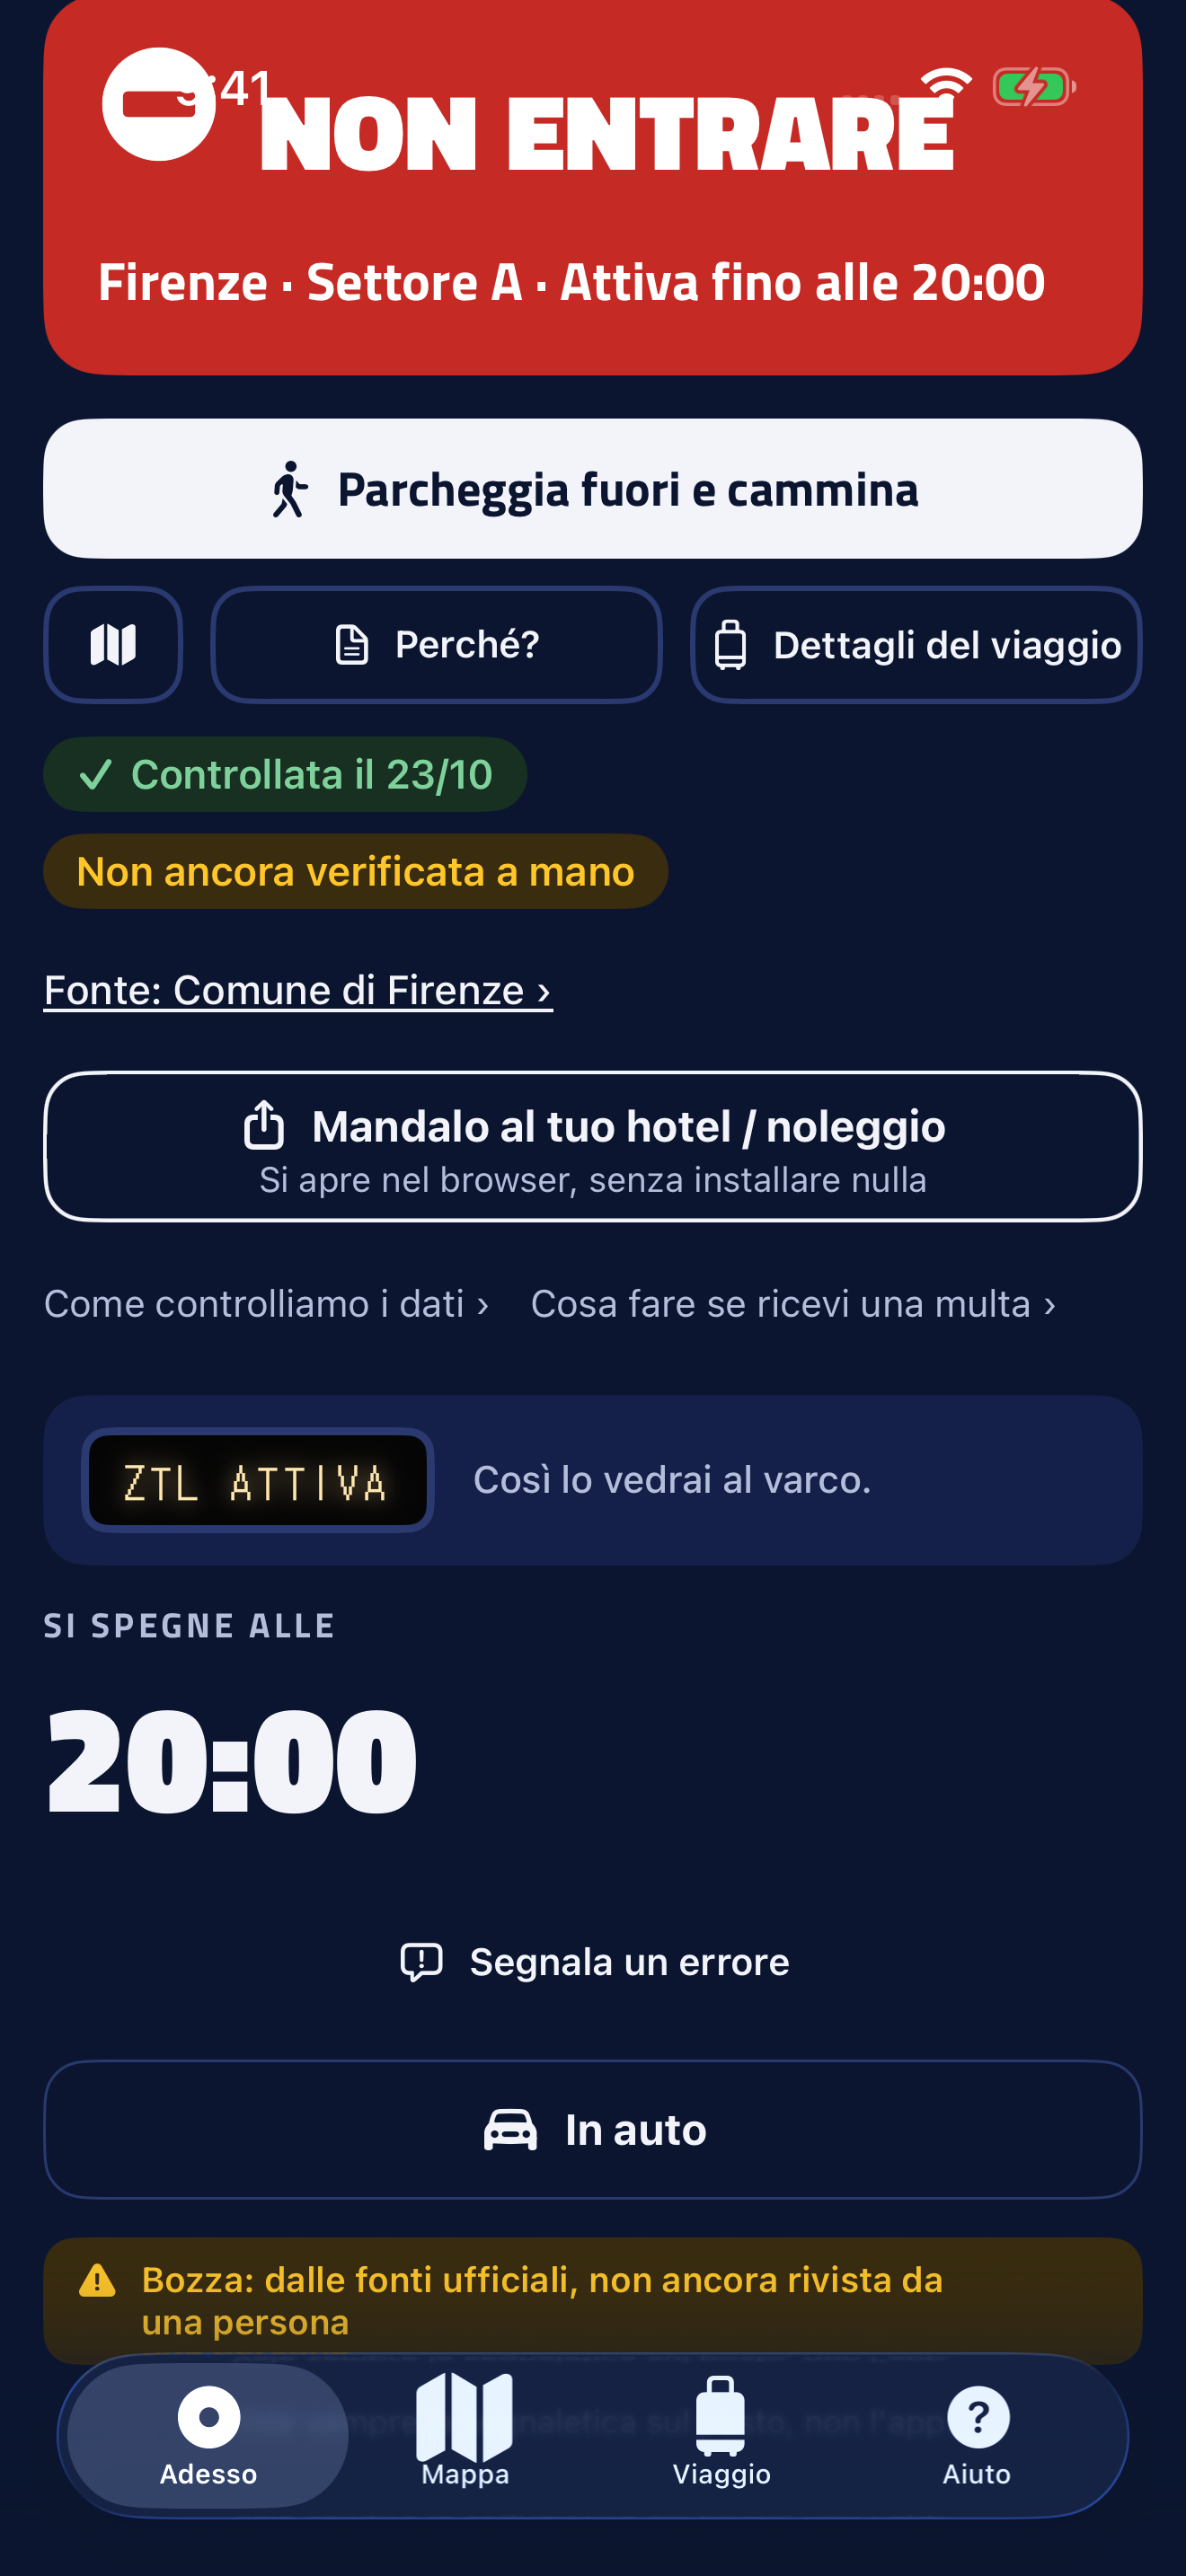 9:41
NON ENTRARE
Firenze · Settore A · Attiva fino alle 20:00
Parcheggia fuori e cammina
Perché?
Dettagli del viaggio
Controllata il 23/10
Non ancora verificata a mano
Fonte: Comune di Firenze ›
Mandalo al tuo hotel / noleggio
Si apre nel browser, senza installare nulla
Come controlliamo i dati ›
Cosa fare se ricevi una multa ›
ZTL ATTIVA
Così lo vedrai al varco.
SI SPEGNE ALLE
20:00
Segnala un errore
In auto
Bozza: dalle fonti ufficiali, non ancora rivista da
una persona
Adesso
Mappa
Viaggio
Aiuto